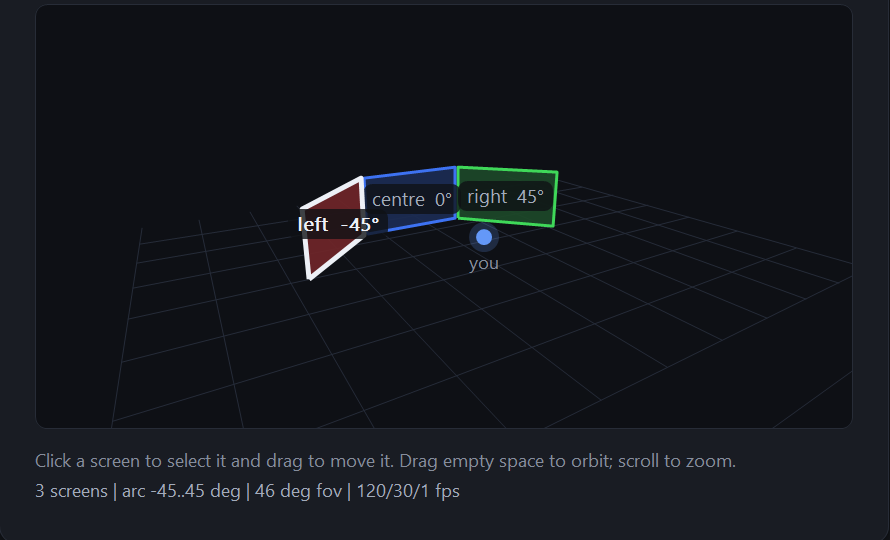 centre 0°
right 45°
left -45°
you
Click a screen to select it and drag to move it. Drag empty space to orbit; scroll to zoom.
3 screens | arc -45..45 deg | 46 deg fov | 120/30/1 fps